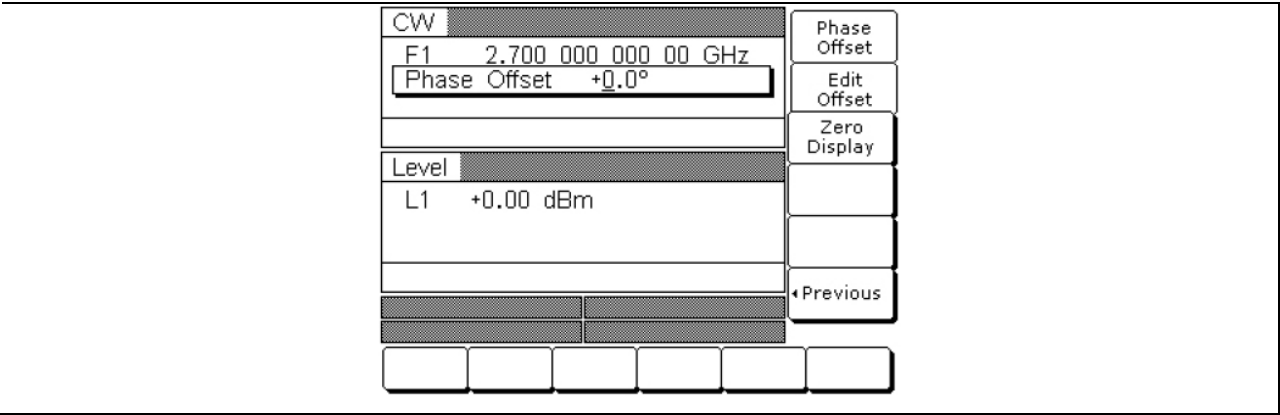 CW
F1 2.700 000 000 00 GHz
Phase Offset +0.0°
Level
L1 +0.00 dBm
Phase
Offset
Edit
Offset
Zero
Display
Previous